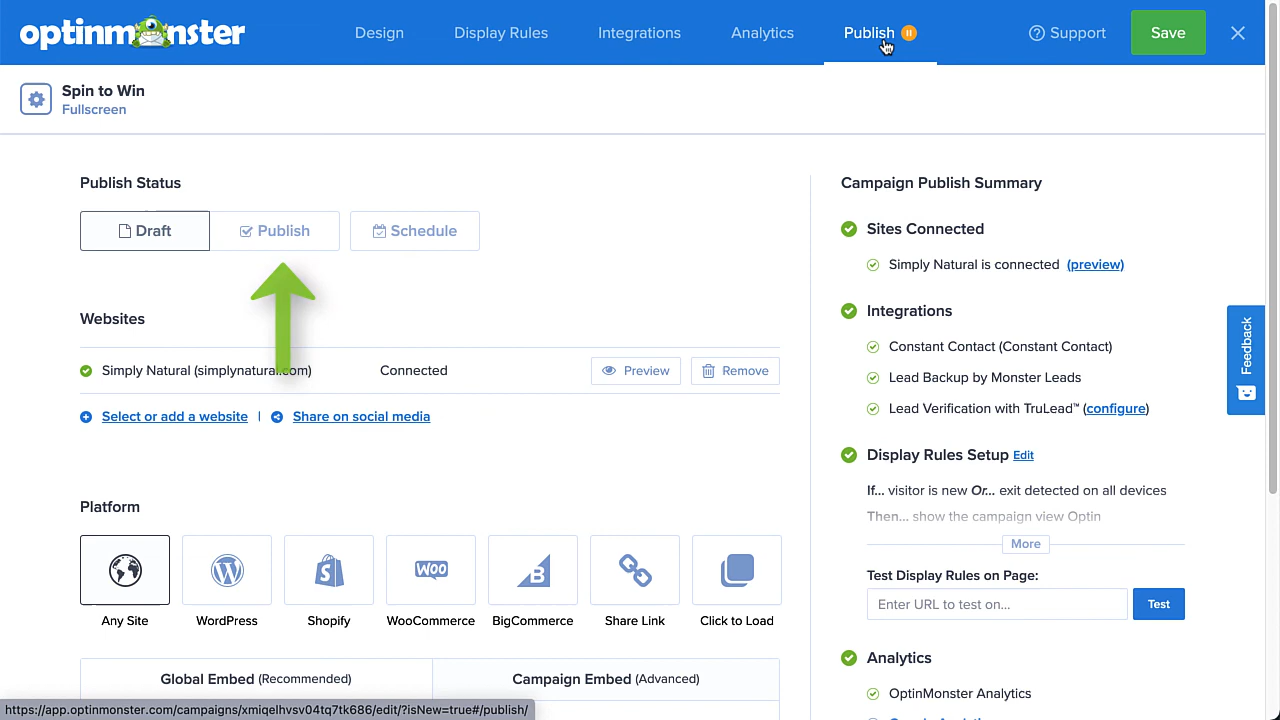 optinmonster
Design
Display Rules
Integrations
Analytics
Publish
Support
Save
Spin to Win
Fullscreen
Publish Status
Draft
Publish
Schedule
Websites
Simply Natural (simplynatural.com)
Connected
Preview
Remove
Select or add a website | Share on social media
Platform
Any Site
WordPress
Shopify
WooCommerce
BigCommerce
Share Link
Click to Load
WOO
Global Embed (Recommended)
Campaign Embed (Advanced)
Campaign Publish Summary
Sites Connected
Simply Natural is connected (preview)
Integrations
Constant Contact (Constant Contact)
Lead Backup by Monster Leads
Lead Verification with TruLead™ (configure)
Display Rules Setup Edit
If... visitor is new Or... exit detected on all devices
Then... show the campaign view Optin
More
Test Display Rules on Page:
Enter URL to test on...
Test
Analytics
OptinMonster Analytics
Feedback
https://app.optinmonster.com/campaigns/xmiqelhvsv04tq7tk686/edit/?isNew=true#/publish/